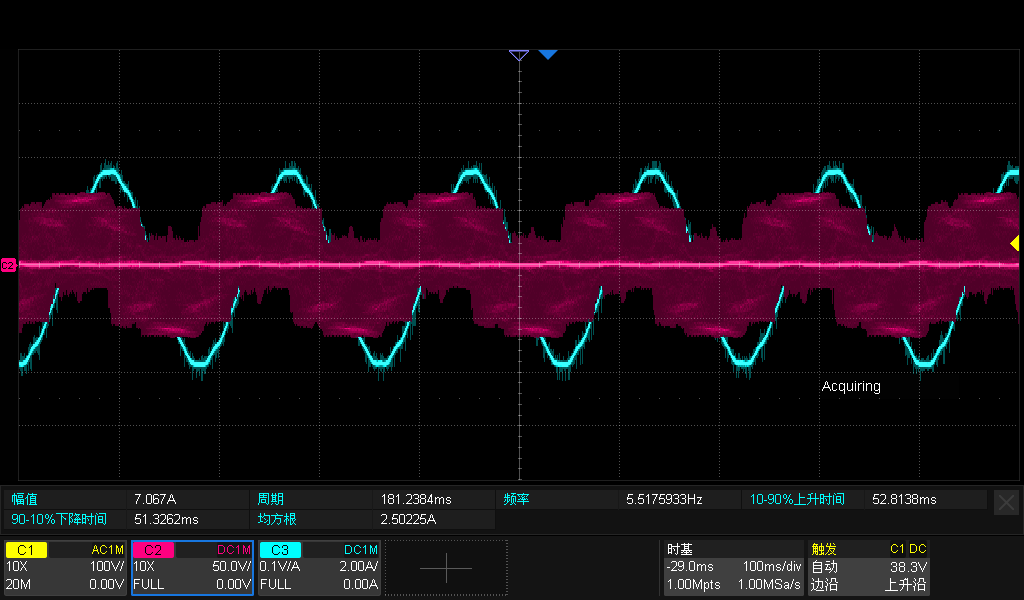 C2
Acquiring
幅值 7.067A 周期 181.2384ms 频率 5.5175933Hz 10-90%上升时间 52.8138ms
90-10%下降时间 51.3262ms 均方根 2.50225A
C1 AC1M C2 DC1M C3 DC1M 时基 触发 C1 DC
10X 100V/ 10X 50.0V/ 0.1V/A 2.00A/ -29.0ms 100ms/div 自动 38.3V
20M 0.00V FULL 0.00V FULL 0.00A 1.00Mpts 1.00MSa/s 边沿 上升沿